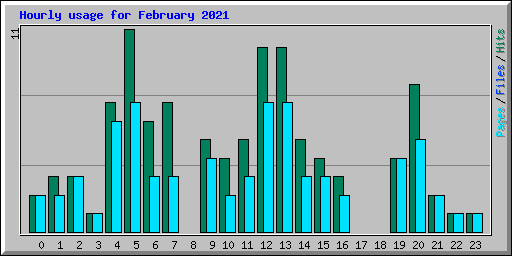 Hourly usage for February 2021
11
Pages / Files / Hits
0 1 2 3 4 5 6 7 8 9 10 11 12 13 14 15 16 17 18 19 20 21 22 23